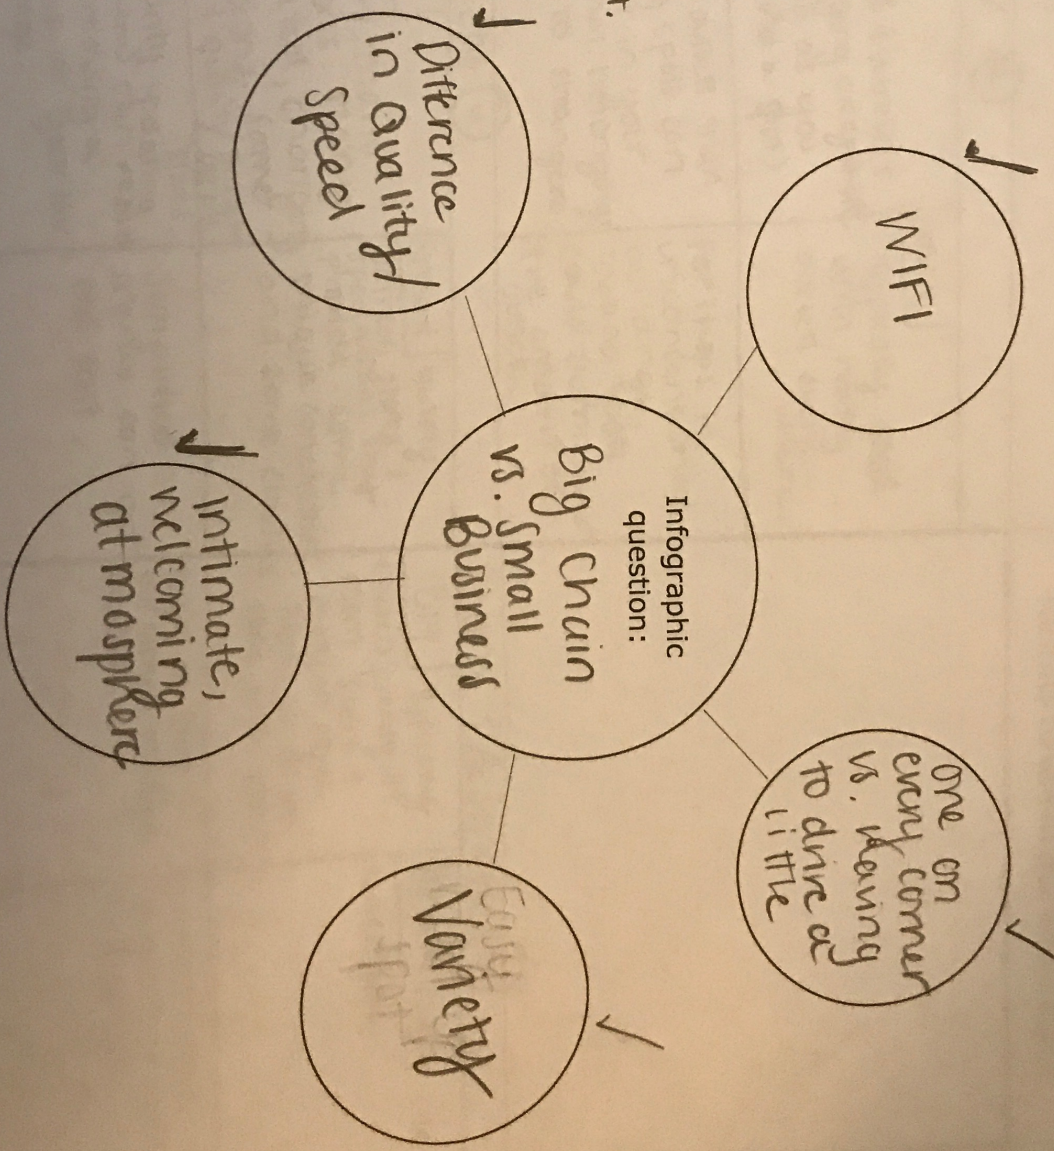 Infographic
question:
Big Chain
vs. Small
Business
WIFI
one on
every corner
vs. Having
to drive a
little
Variety
Intimate,
welcoming
atmosphere
Difference
in Quality/
Speed